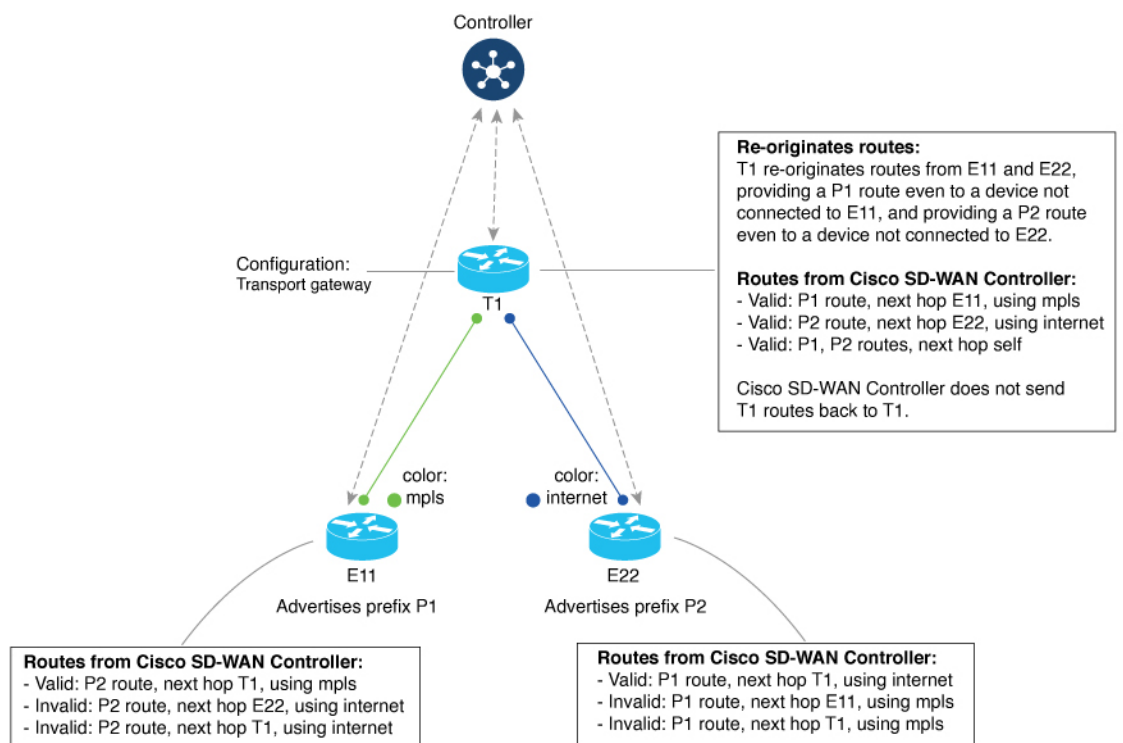 Controller
Re-originates routes:
T1 re-originates routes from E11 and E22,
providing a P1 route even to a device not
connected to E11, and providing a P2 route
even to a device not connected to E22.
Routes from Cisco SD-WAN Controller:
- Valid: P1 route, next hop E11, using mpls
- Valid: P2 route, next hop E22, using internet
- Valid: P1, P2 routes, next hop self
Cisco SD-WAN Controller does not send
T1 routes back to T1.
Configuration:
Transport gateway
T1
color:
mpls
color:
internet
E11
Advertises prefix P1
E22
Advertises prefix P2
Routes from Cisco SD-WAN Controller:
- Valid: P2 route, next hop T1, using mpls
- Invalid: P2 route, next hop E22, using internet
- Invalid: P2 route, next hop T1, using internet
Routes from Cisco SD-WAN Controller:
- Valid: P1 route, next hop T1, using internet
- Invalid: P1 route, next hop E11, using mpls
- Invalid: P1 route, next hop T1, using mpls